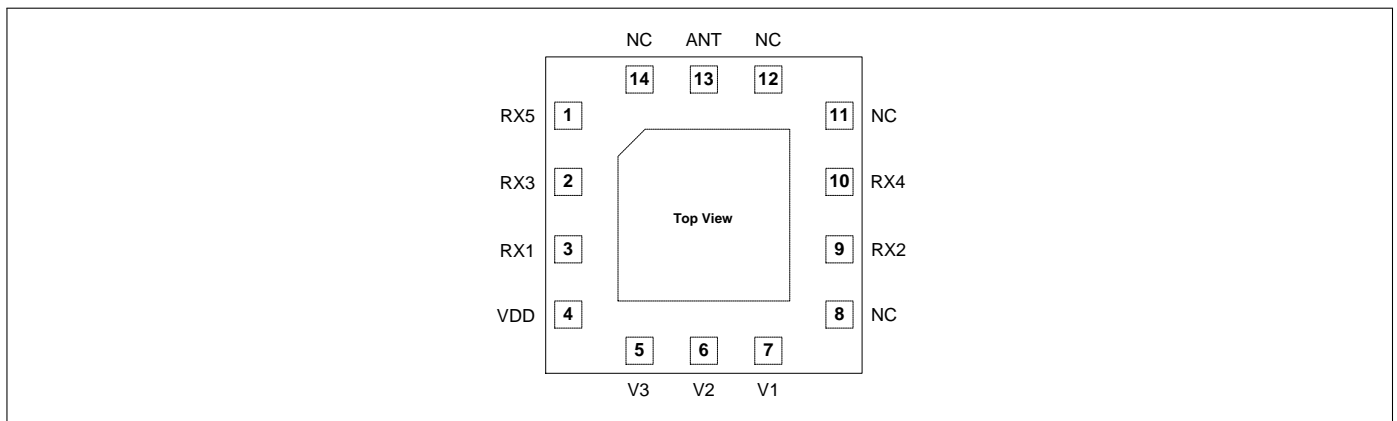 NC ANT NC
14 13 12
RX5 1 11 NC
RX3 2 10 RX4
Top View
RX1 3 9 RX2
VDD 4 8 NC
5 6 7
V3 V2 V1